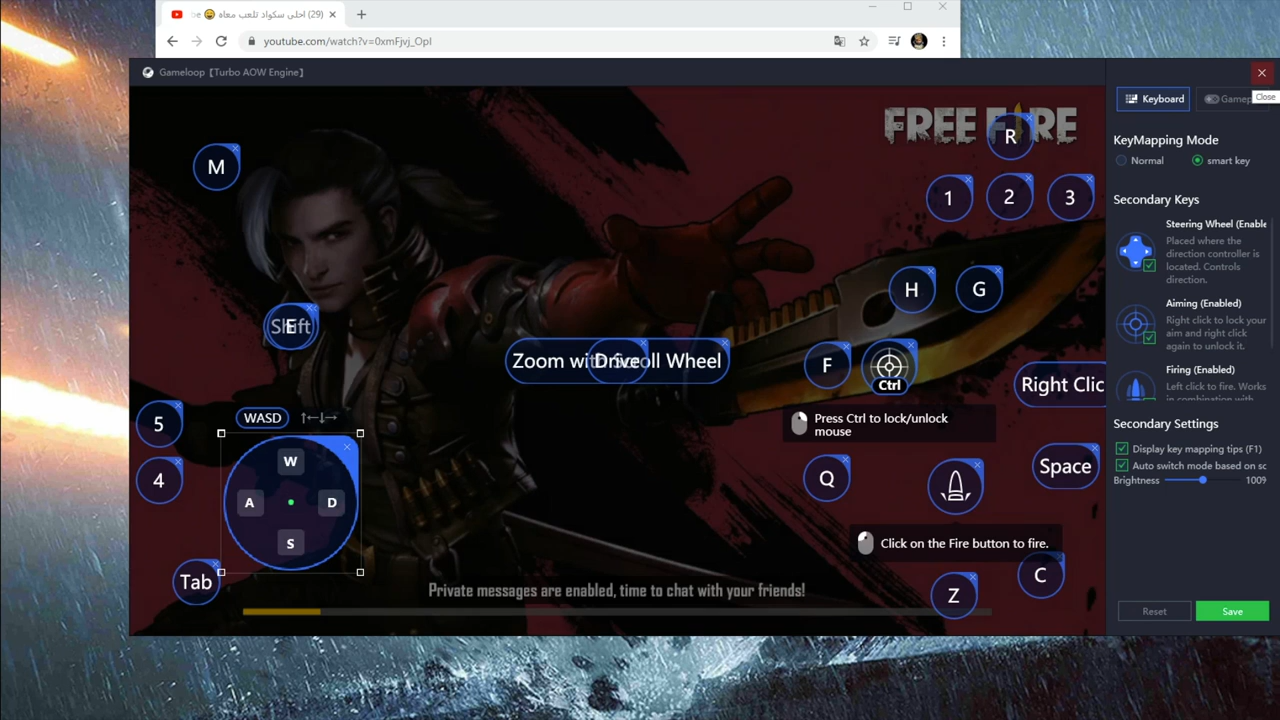 (29) احلى سكواد تلعب معاه
youtube.com/watch?v=0xmFjvj_OpI
Gameloop【Turbo AOW Engine】
Close
Keyboard
FREE FIRE
KeyMapping Mode
Normal smart key
Secondary Keys
Steering Wheel (Enable
Placed where the
direction controller is
located. Controls
direction.
Aiming (Enabled)
Right click to lock your
aim and right click
again to unlock it.
Firing (Enabled)
Left click to fire. Works
in combination with
Secondary Settings
Display key mapping tips (F1)
Auto switch mode based on sc
Brightness 100%
Reset Save
M
R
1 2 3
H G
Shift
E
Zoom with Scroll Wheel
Drive
F
Ctrl
Right Clic
Press Ctrl to lock/unlock
mouse
5
WASD ↑←↓→
4
W
A D
S
Q
Space
Click on the Fire button to fire.
Tab
Z
C
Private messages are enabled, time to chat with your friends!